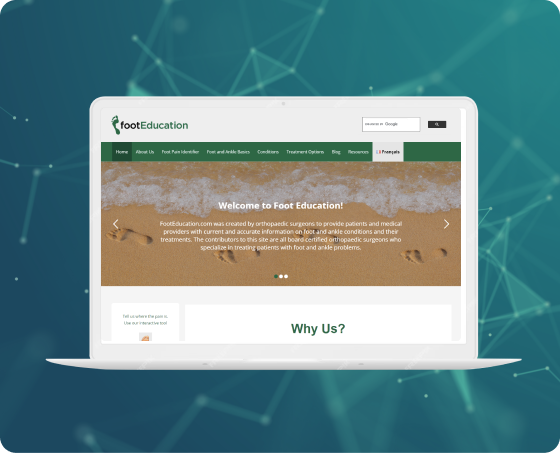 footEducation
ENHANCED BY Google
Home About Us Foot Pain Identifier Foot and Ankle Basics Conditions Treatment Options Blog Resources Français
Welcome to Foot Education!
FootEducation.com was created by orthopaedic surgeons to provide patients and medical
providers with current and accurate information on foot and ankle conditions and their
treatments. The contributors to this site are all board certified orthopaedic surgeons who
specialize in treating patients with foot and ankle problems.
Tell us where the pain is.
Use our interactive tool
Why Us?